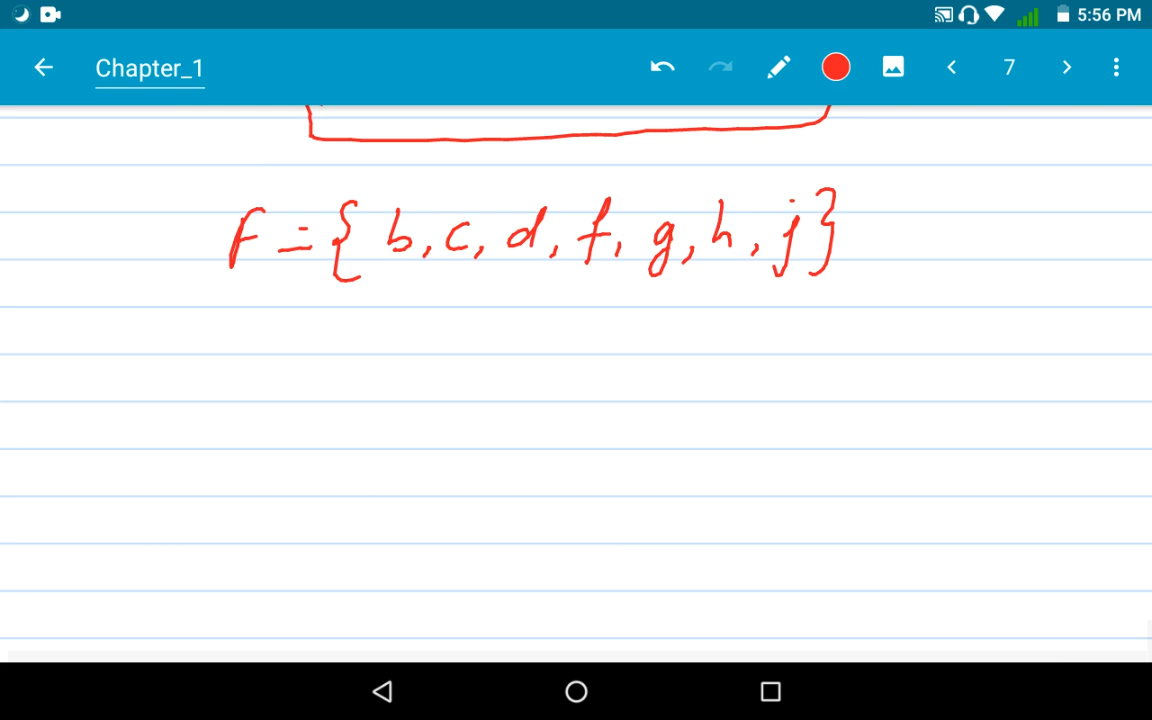 5:56 PM
Chapter_1
7
F = { b, c, d, f, g, h, j }